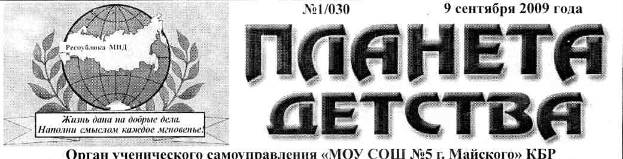 №1/030 9 сентября 2009 года
Республика МИД
ПЛАНЕТА
ДЕТСТВА
Жизнь дана на добрые дела.
Наполни смыслом каждое мгновенье!
Орган ученического самоуправления «МОУ СОШ №5 г. Майского» КБР